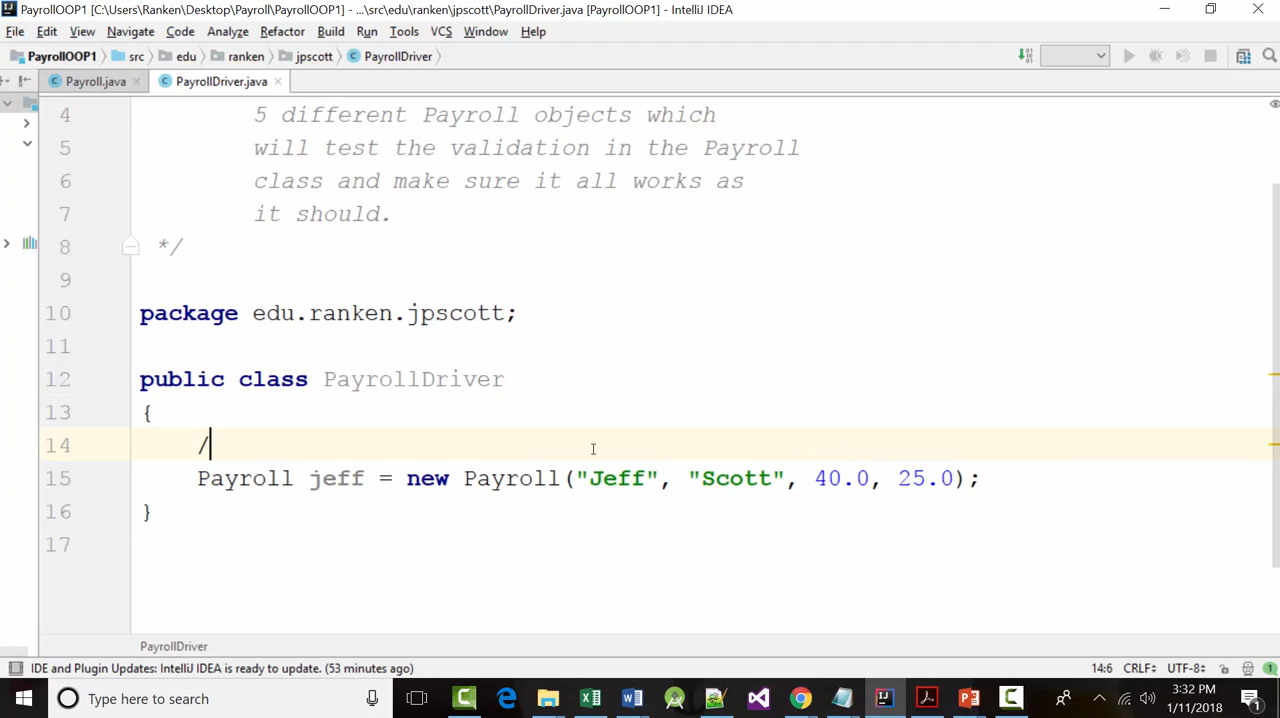 PayrollOOP1 [C:\Users\Ranken\Desktop\Payroll\PayrollOOP1] - ...\src\edu\ranken\jpscott\PayrollDriver.java [PayrollOOP1] - IntelliJ IDEA
File Edit View Navigate Code Analyze Refactor Build Run Tools VCS Window Help
PayrollOOP1 src edu ranken jpscott PayrollDriver
Payroll.java PayrollDriver.java
4 5 different Payroll objects which
5 will test the validation in the Payroll
6 class and make sure it all works as
7 it should.
8 */
9
10 package edu.ranken.jpscott;
11
12 public class PayrollDriver
13 {
14 /
15 Payroll jeff = new Payroll("Jeff", "Scott", 40.0, 25.0);
16 }
17
PayrollDriver
IDE and Plugin Updates: IntelliJ IDEA is ready to update. (53 minutes ago) 14:6 CRLF UTF-8 1
Type here to search
3:32 PM
1/11/2018
1